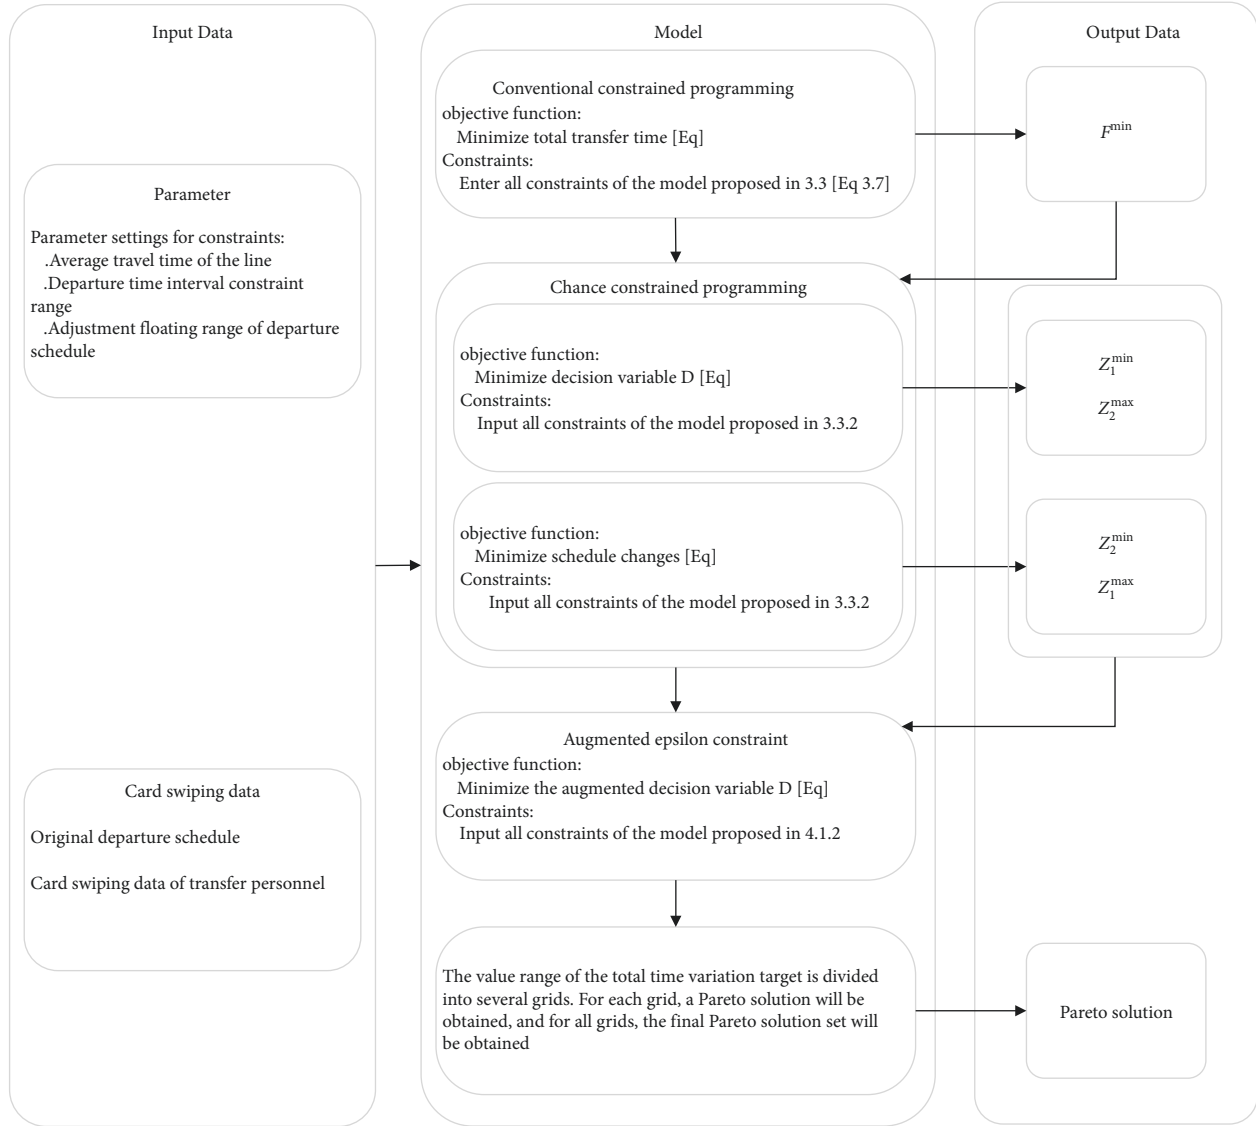 Input Data
Parameter
Parameter settings for constraints:
.Average travel time of the line
.Departure time interval constraint
range
.Adjustment floating range of departure
schedule
Card swiping data
Original departure schedule
Card swiping data of transfer personnel
Model
Conventional constrained programming
objective function:
Minimize total transfer time [Eq]
Constraints:
Enter all constraints of the model proposed in 3.3 [Eq 3.7]
Chance constrained programming
objective function:
Minimize decision variable D [Eq]
Constraints:
Input all constraints of the model proposed in 3.3.2
objective function:
Minimize schedule changes [Eq]
Constraints:
Input all constraints of the model proposed in 3.3.2
Augmented epsilon constraint
objective function:
Minimize the augmented decision variable D [Eq]
Constraints:
Input all constraints of the model proposed in 4.1.2
The value range of the total time variation target is divided
into several grids. For each grid, a Pareto solution will be
obtained, and for all grids, the final Pareto solution set will
be obtained
Output Data
F^min
Z_1^min
Z_2^max
Z_2^min
Z_1^max
Pareto solution